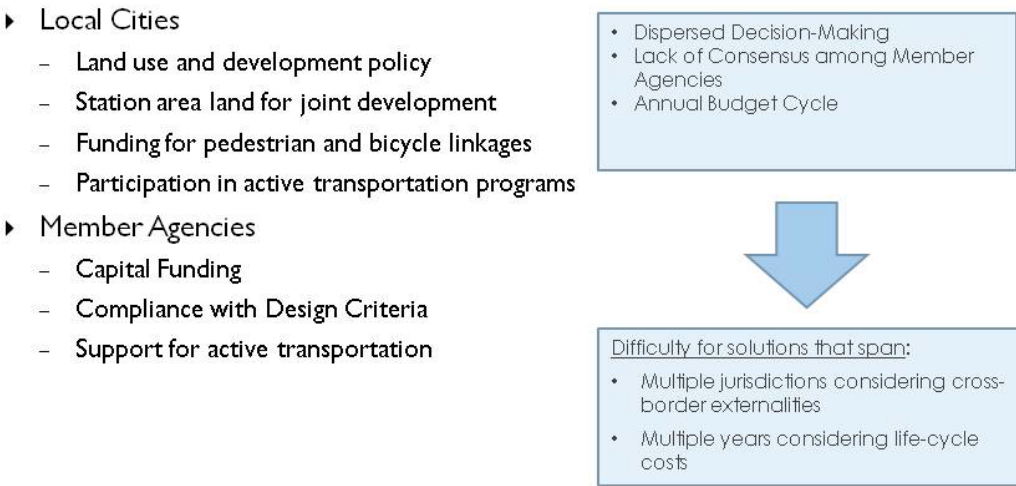 ▸ Local Cities
– Land use and development policy
– Station area land for joint development
– Funding for pedestrian and bicycle linkages
– Participation in active transportation programs
▸ Member Agencies
– Capital Funding
– Compliance with Design Criteria
– Support for active transportation
• Dispersed Decision-Making
• Lack of Consensus among Member
Agencies
• Annual Budget Cycle
Difficulty for solutions that span:
• Multiple jurisdictions considering cross-
border externalities
• Multiple years considering life-cycle
costs